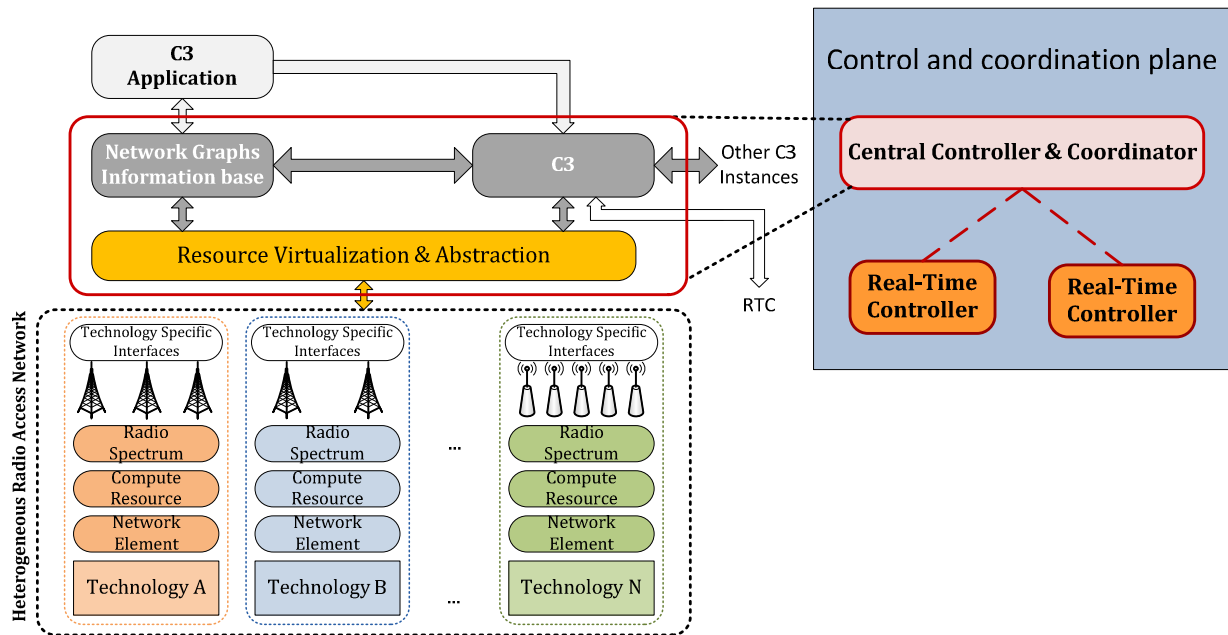 C3
Application
Network Graphs
Information base
C3
Other C3
Instances
Resource Virtualization & Abstraction
RTC
Control and coordination plane
Central Controller & Coordinator
Real-Time
Controller
Real-Time
Controller
Heterogeneous Radio Access Network
Technology Specific
Interfaces
Radio
Spectrum
Compute
Resource
Network
Element
Technology A
Technology Specific
Interfaces
Radio
Spectrum
Compute
Resource
Network
Element
Technology B
...
...
Technology Specific
Interfaces
Radio
Spectrum
Compute
Resource
Network
Element
Technology N